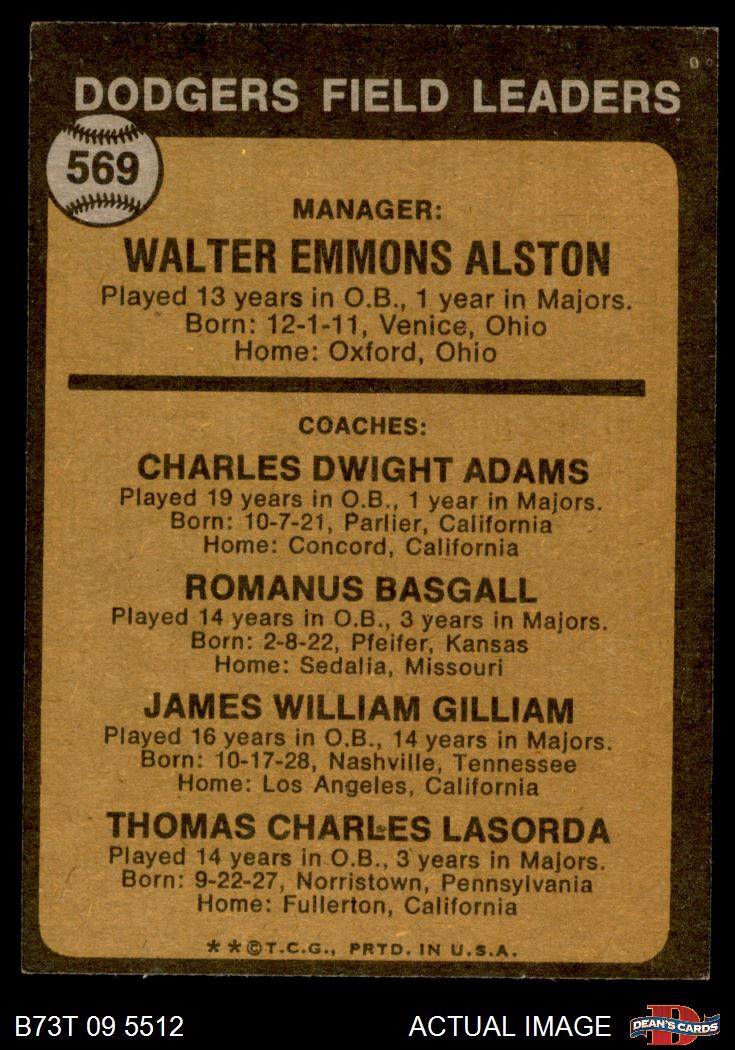 DODGERS FIELD LEADERS
569
MANAGER:
WALTER EMMONS ALSTON
Played 13 years in O.B., 1 year in Majors.
Born: 12-1-11, Venice, Ohio
Home: Oxford, Ohio
COACHES:
CHARLES DWIGHT ADAMS
Played 19 years in O.B., 1 year in Majors.
Born: 10-7-21, Parlier, California
Home: Concord, California
ROMANUS BASGALL
Played 14 years in O.B., 3 years in Majors.
Born: 2-8-22, Pfeifer, Kansas
Home: Sedalia, Missouri
JAMES WILLIAM GILLIAM
Played 16 years in O.B., 14 years in Majors.
Born: 10-17-28, Nashville, Tennessee
Home: Los Angeles, California
THOMAS CHARLES LASORDA
Played 14 years in O.B., 3 years in Majors.
Born: 9-22-27, Norristown, Pennsylvania
Home: Fullerton, California
**©T.C.G., PRTD. IN U.S.A.
B73T 09 5512 ACTUAL IMAGE
D
DEAN'S CARDS